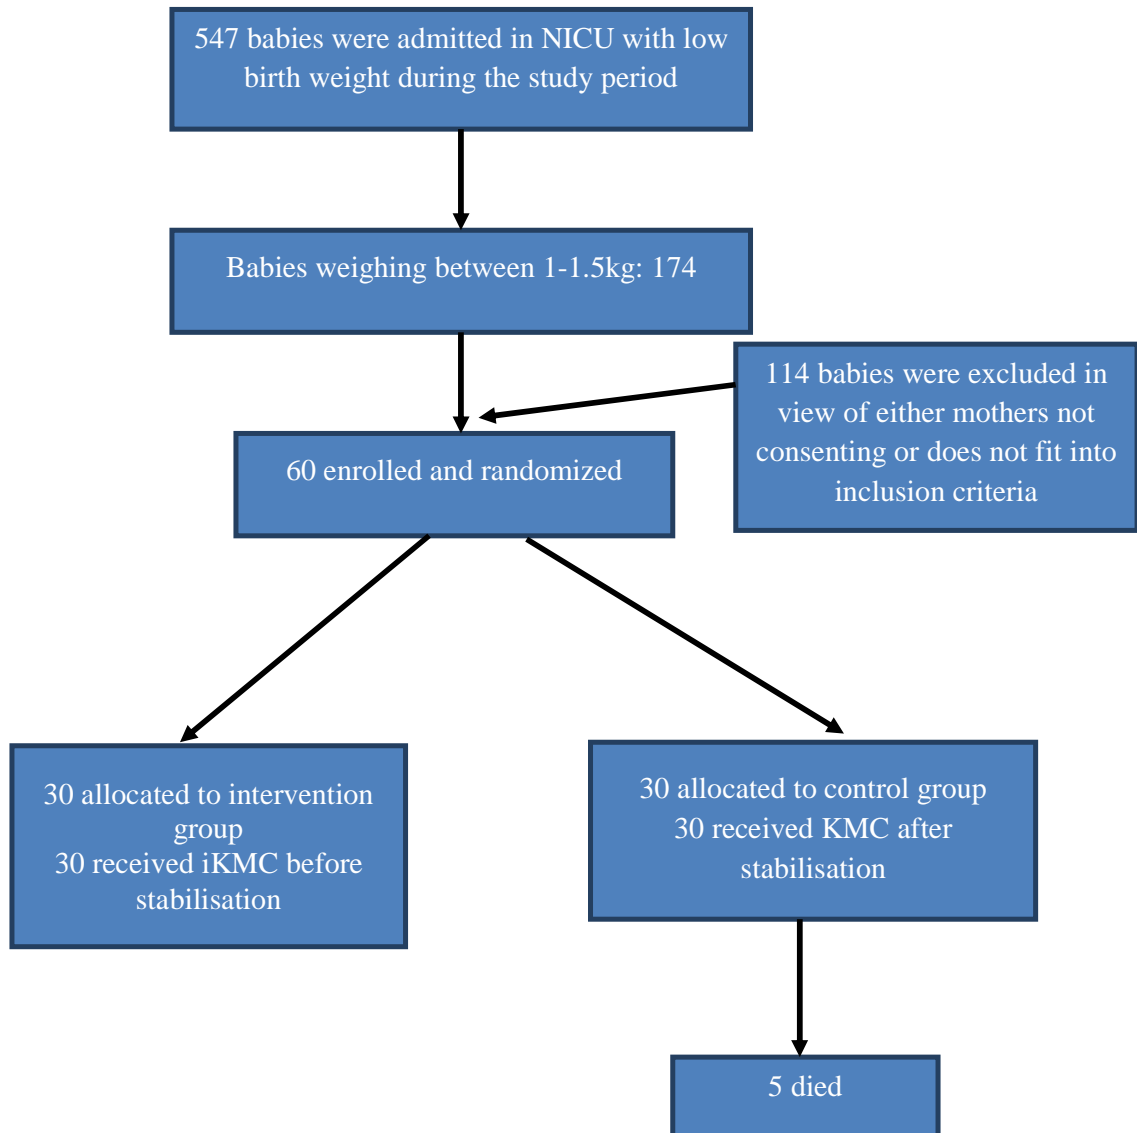 547 babies were admitted in NICU with low
birth weight during the study period
Babies weighing between 1-1.5kg: 174
114 babies were excluded in
view of either mothers not
consenting or does not fit into
inclusion criteria
60 enrolled and randomized
30 allocated to intervention
group
30 received iKMC before
stabilisation
30 allocated to control group
30 received KMC after
stabilisation
5 died